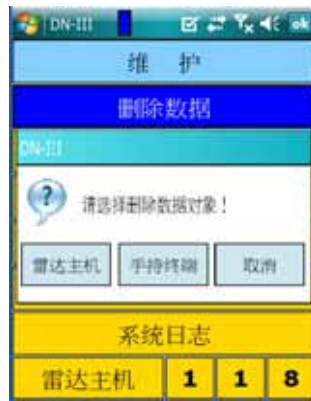 DN-III ok
维 护
删除数据
DN-III
请选择删除数据对象！
雷达主机 手持终端 取消
系统日志
雷达主机 1 1 8